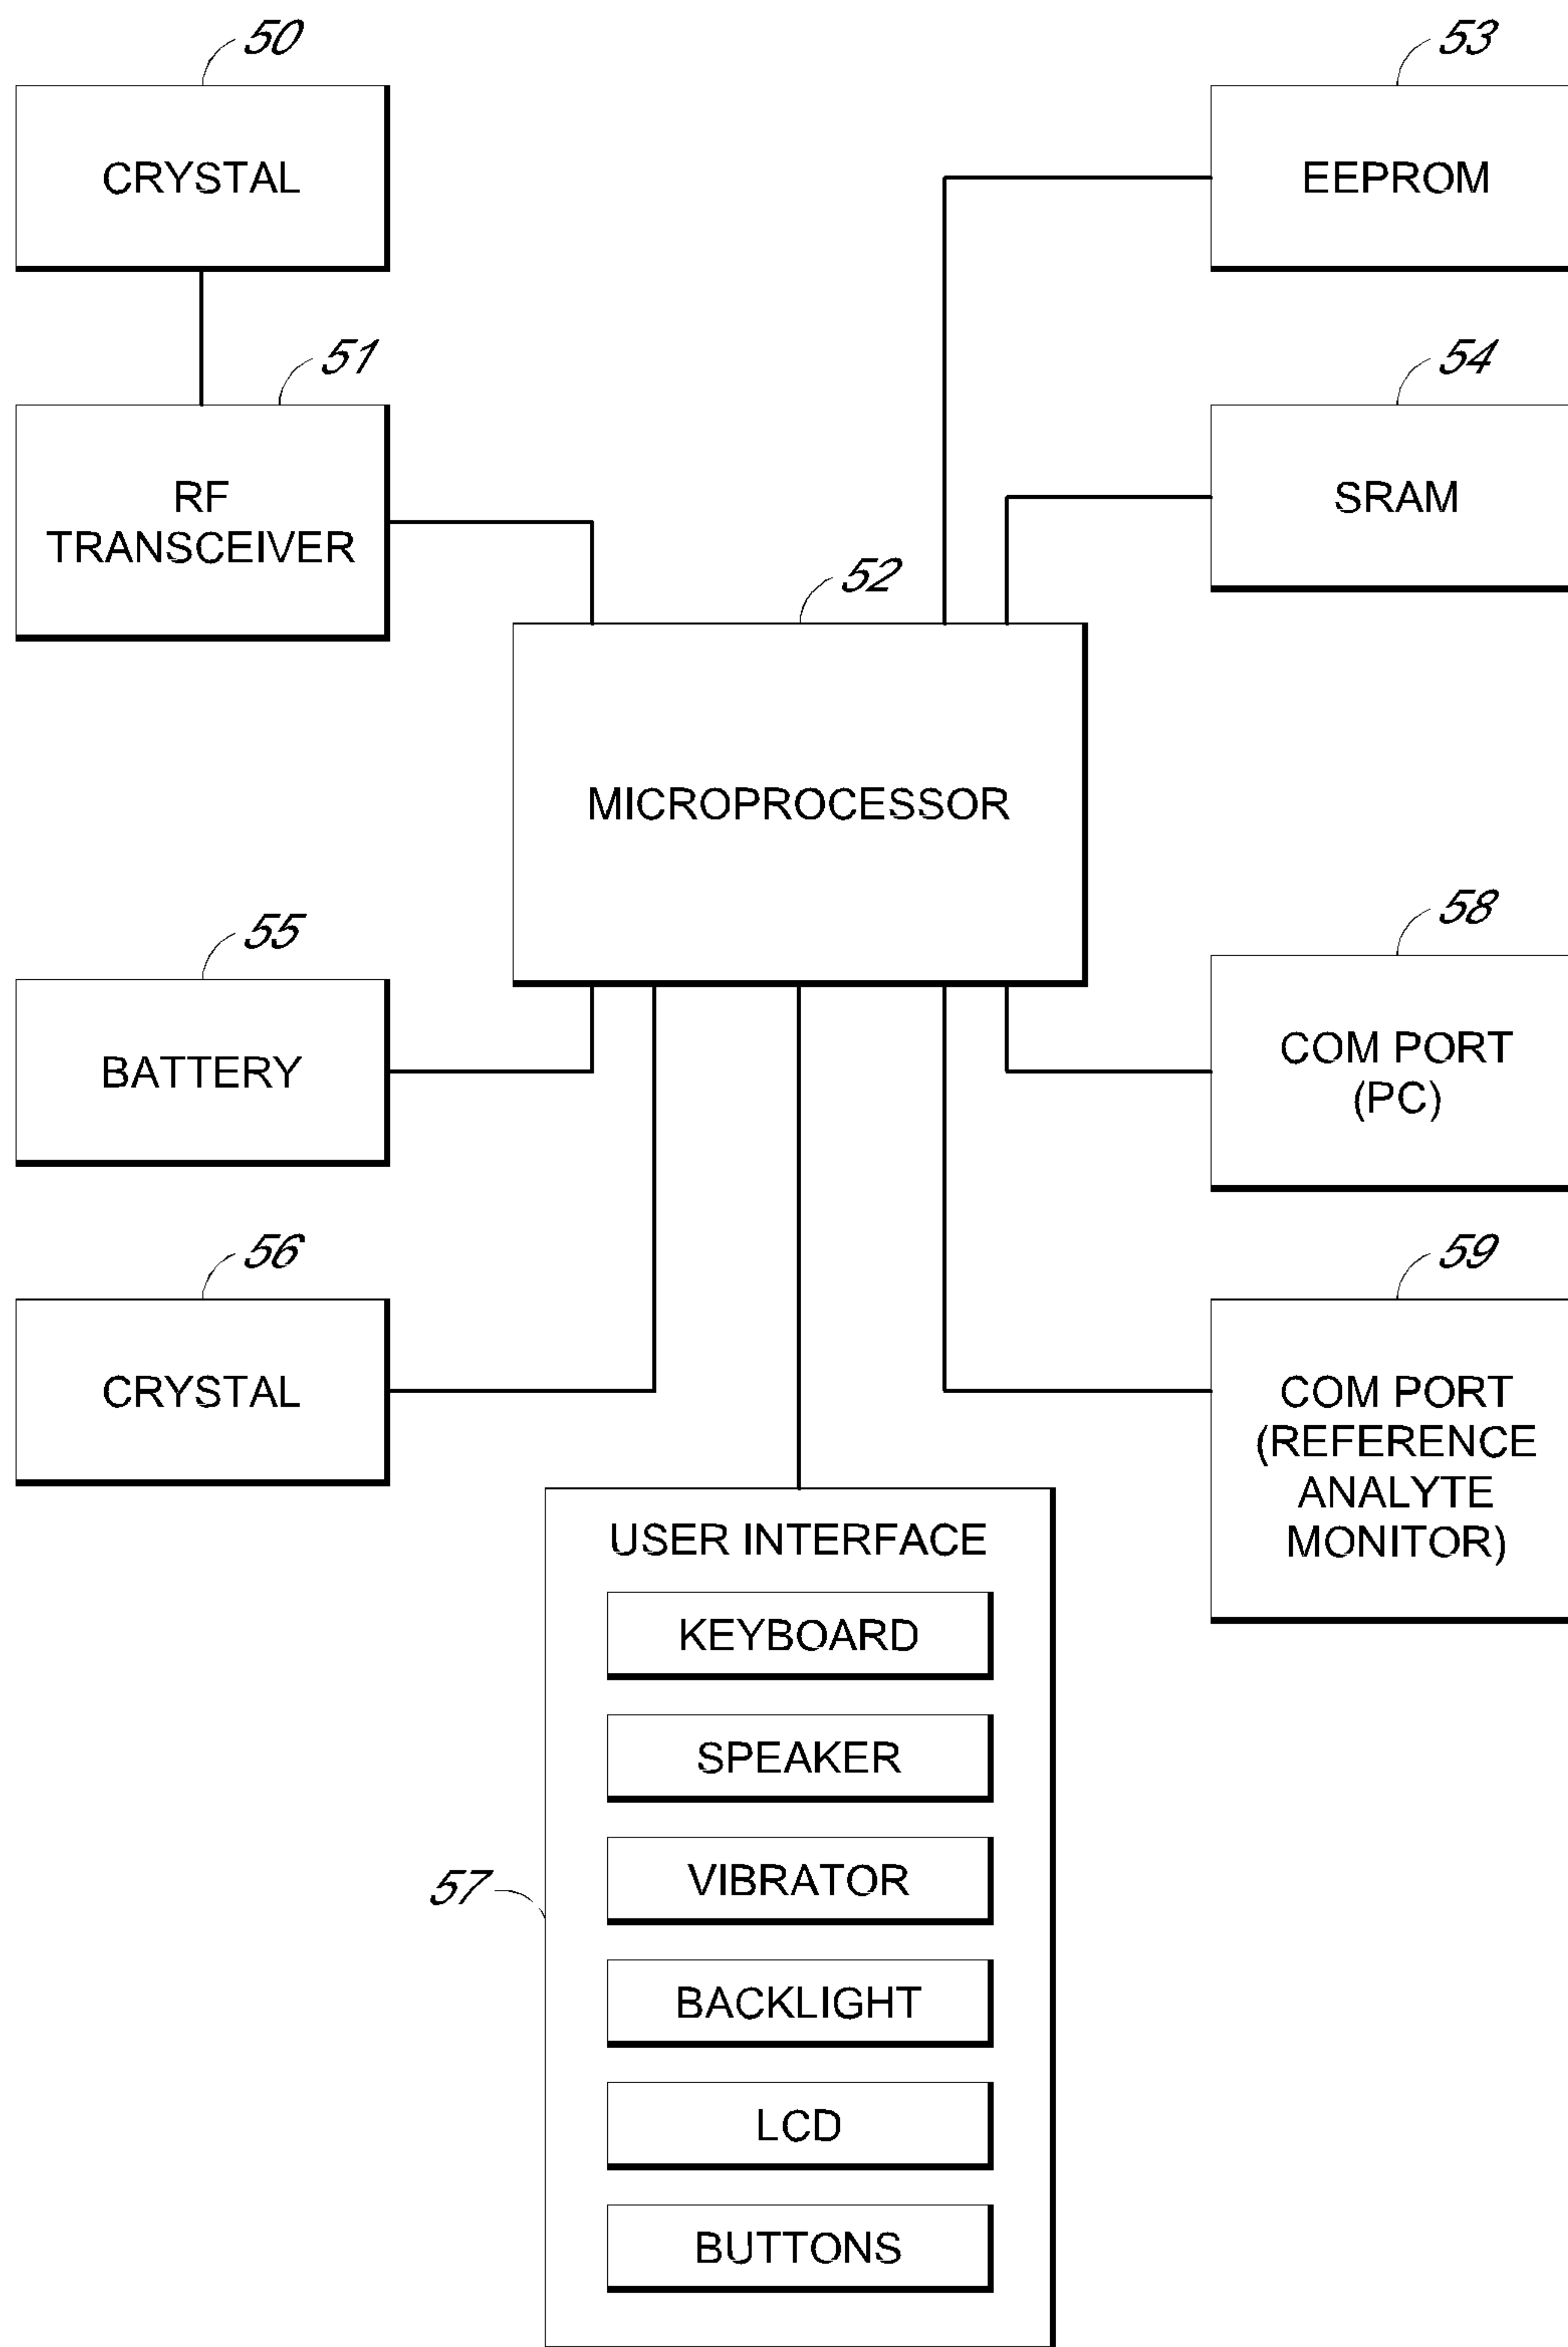 50
CRYSTAL
53
EEPROM
51
RF
TRANSCEIVER
54
SRAM
52
MICROPROCESSOR
55
BATTERY
58
COM PORT
(PC)
56
CRYSTAL
59
COM PORT
(REFERENCE
ANALYTE
MONITOR)
57
USER INTERFACE
KEYBOARD
SPEAKER
VIBRATOR
BACKLIGHT
LCD
BUTTONS